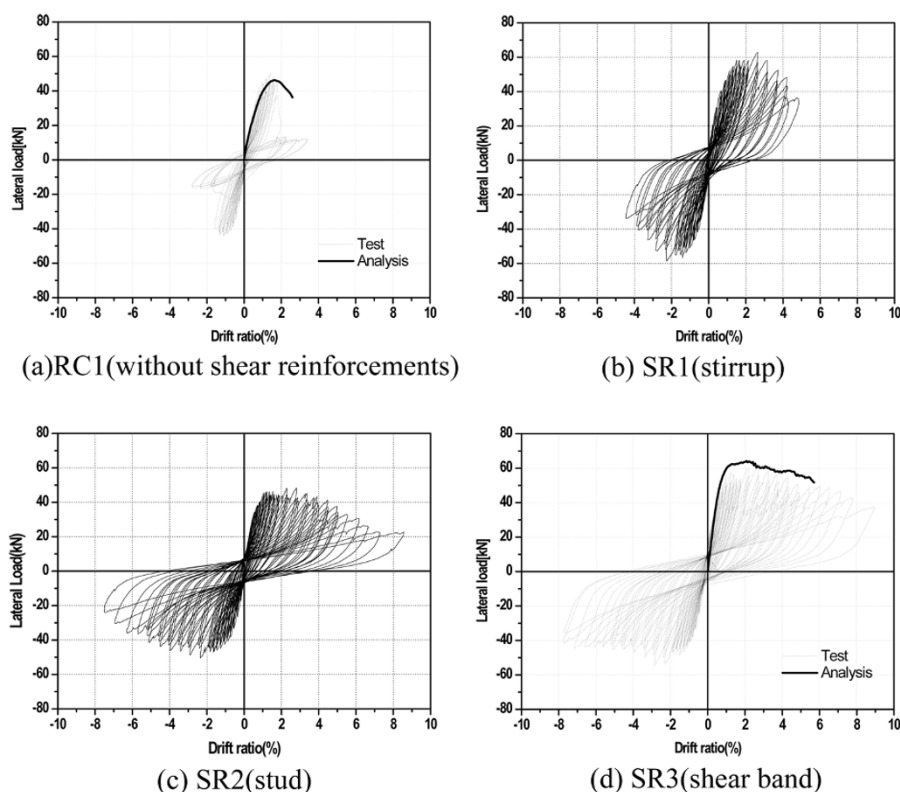 80
60
40
20
0
-20
-40
-60
-80
Lateral load[kN]
Test
Analysis
-10 -8 -6 -4 -2 0 2 4 6 8 10
Drift ratio(%)
(a)RC1(without shear reinforcements)
80
60
40
20
0
-20
-40
-60
-80
Lateral load(kN)
-10 -8 -6 -4 -2 0 2 4 6 8 10
Drift ratio(%)
(b) SR1(stirrup)
80
60
40
20
0
-20
-40
-60
-80
Lateral Load(kN)
-10 -8 -6 -4 -2 0 2 4 6 8 10
Drift ratio(%)
(c) SR2(stud)
80
60
40
20
0
-20
-40
-60
-80
Lateral load[kN]
Test
Analysis
-10 -8 -6 -4 -2 0 2 4 6 8 10
Drift ratio(%)
(d) SR3(shear band)